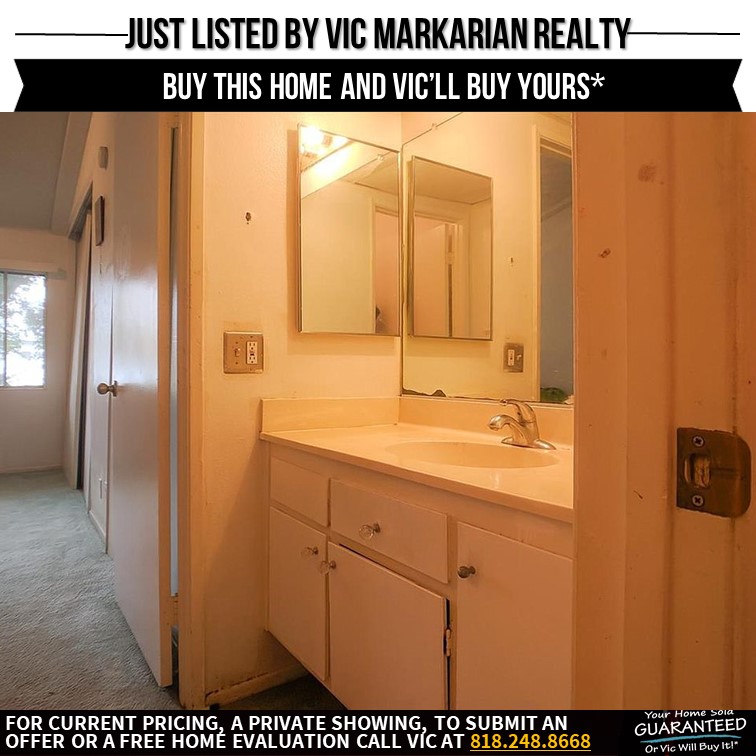 JUST LISTED BY VIC MARKARIAN REALTY
BUY THIS HOME AND VIC'LL BUY YOURS*
FOR CURRENT PRICING, A PRIVATE SHOWING, TO SUBMIT AN
OFFER OR A FREE HOME EVALUATION CALL VIC AT 818.248.8668
Your Home Sold
GUARANTEED
Or Vic Will Buy It!